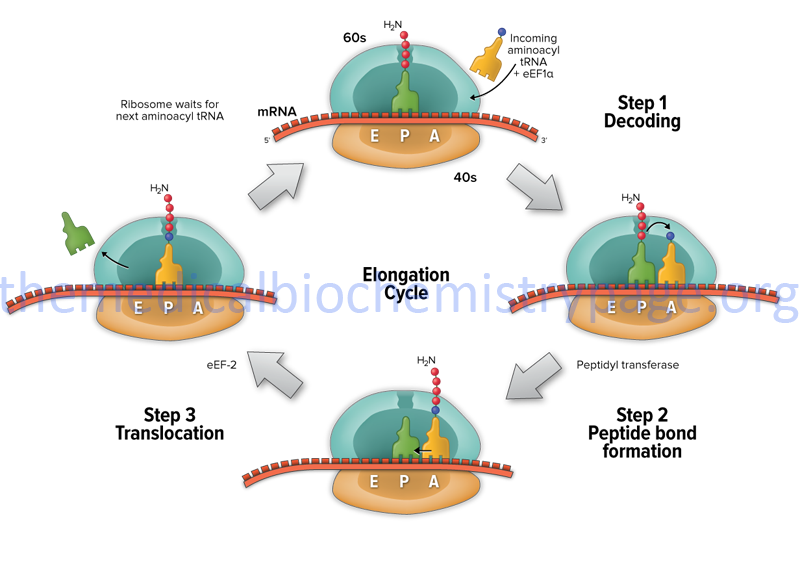 H₂N
60s
Incoming
aminoacyl
tRNA
+ eEF1α
Ribosome waits for
next aminoacyl tRNA
mRNA
5'
3'
E P A
40s
Step 1
Decoding
H₂N
E P A
Elongation
Cycle
H₂N
E P A
themedicalbiochemistrypage.org
eEF-2
Peptidyl transferase
H₂N
E P A
Step 3
Translocation
Step 2
Peptide bond
formation